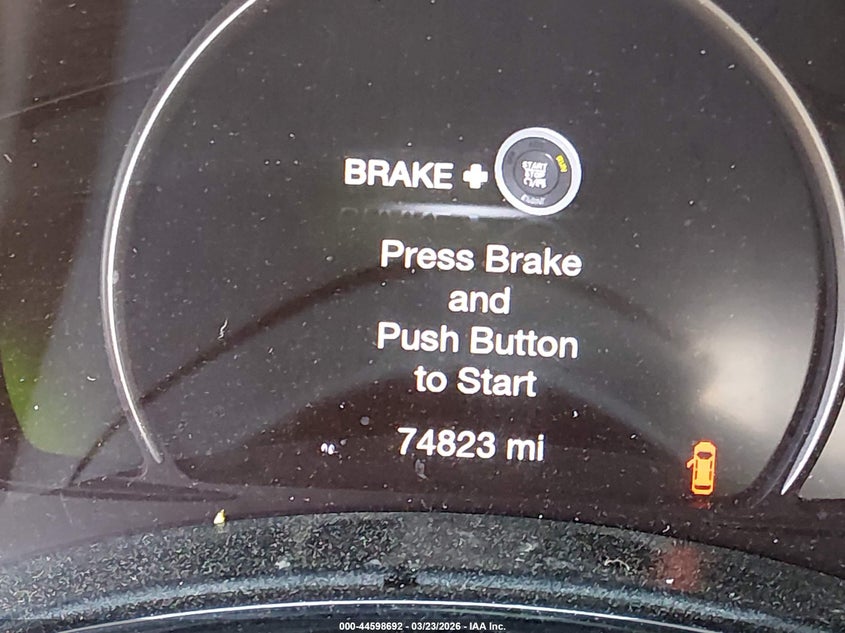 BRAKE +
START
STOP
RUN
Press Brake
and
Push Button
to Start
74823 mi
000-44598692 - 03/23/2026 - IAA Inc.